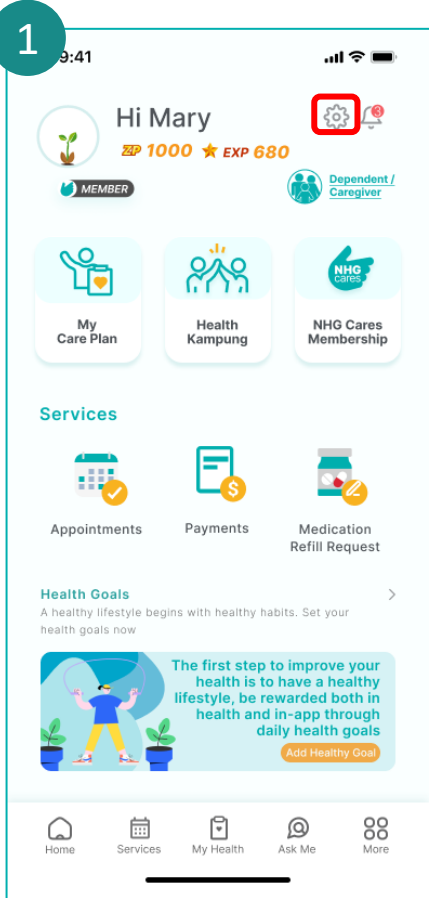 1
9:41
Hi Mary
3
ZP 1000 EXP 680
MEMBER
Dependent /
Caregiver
NHG
cares
My
Care Plan
Health
Kampung
NHG Cares
Membership
Services
$
Appointments
Payments
Medication
Refill Request
Health Goals
A healthy lifestyle begins with healthy habits. Set your
health goals now
The first step to improve your
health is to have a healthy
lifestyle, be rewarded both in
health and in-app through
daily health goals
Add Healthy Goal
Home
Services
My Health
Ask Me
More